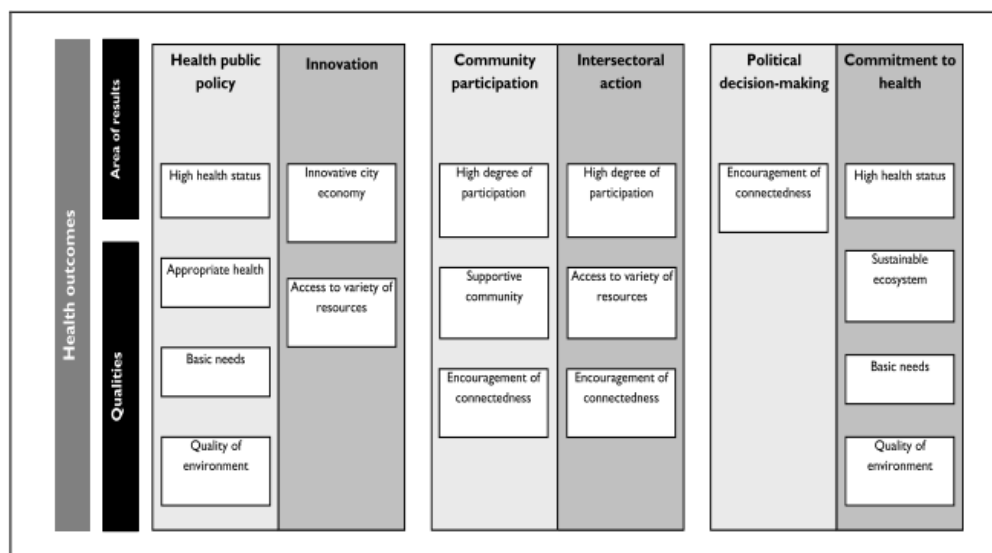 Health outcomes
Area of results
Qualities
Health public
policy
High health status
Appropriate health
Basic needs
Quality of
environment
Innovation
Innovative city
economy
Access to variety of
resources
Community
participation
High degree of
participation
Supportive
community
Encouragement of
connectedness
Intersectoral
action
High degree of
participation
Access to variety of
resources
Encouragement of
connectedness
Political
decision-making
Encouragement of
connectedness
Commitment to
health
High health status
Sustainable
ecosystem
Basic needs
Quality of
environment